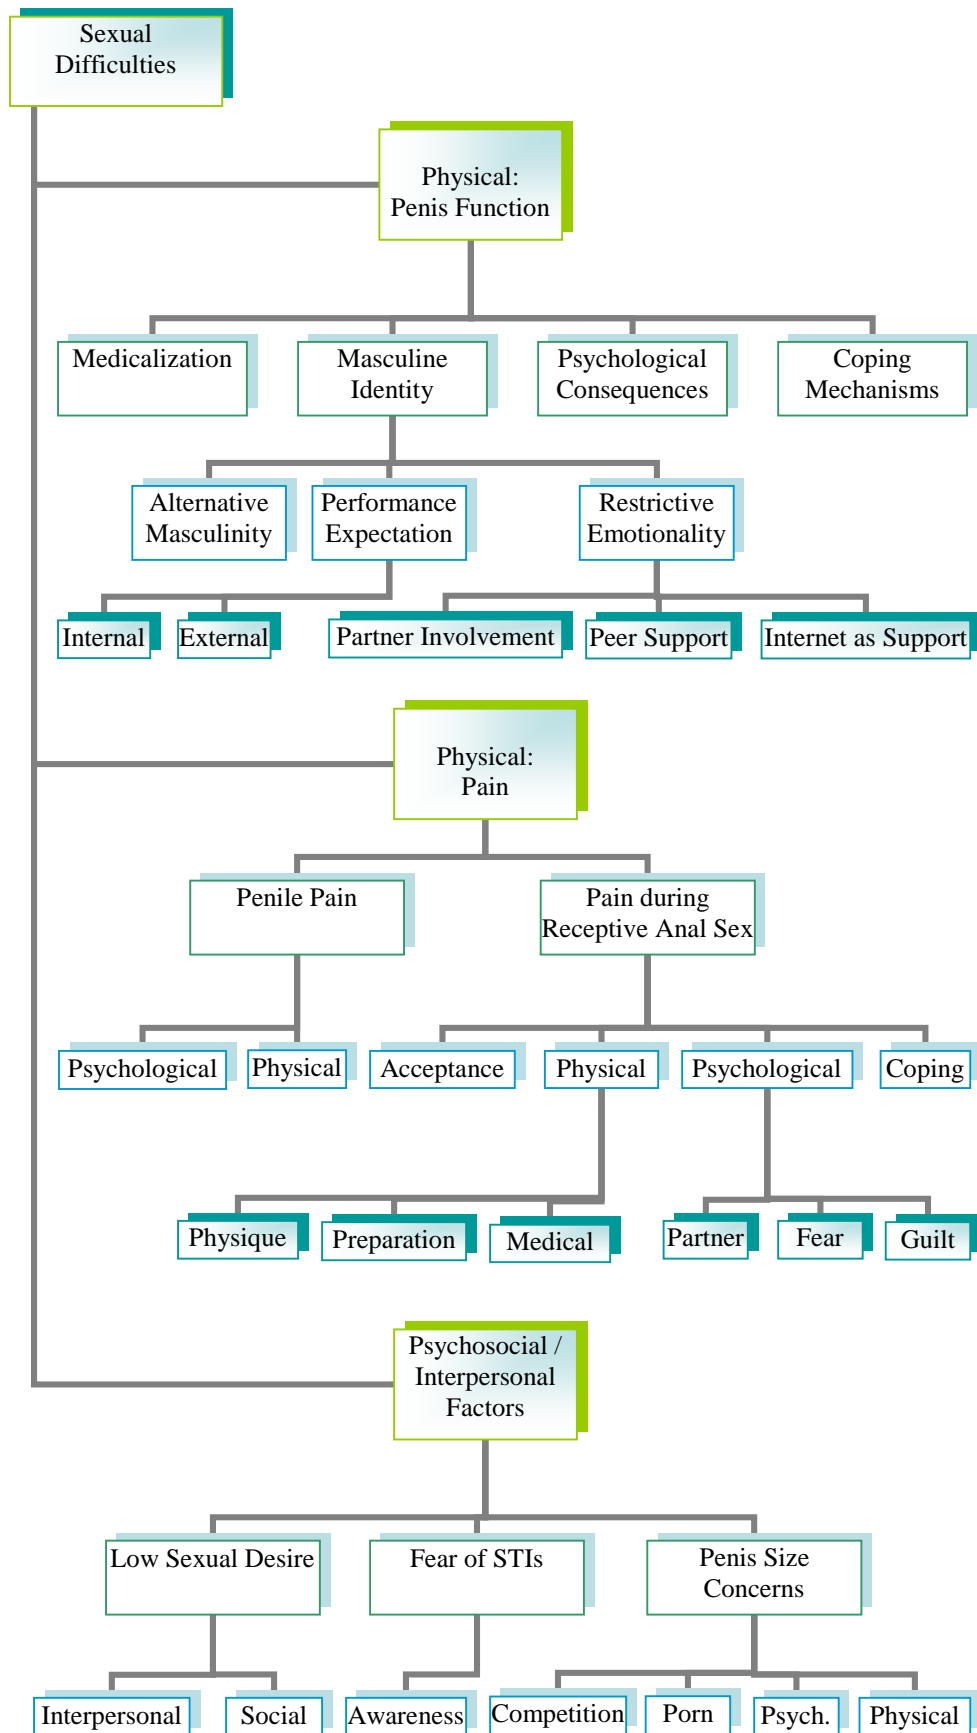 Sexual
Difficulties
Physical:
Penis Function
Medicalization
Masculine
Identity
Psychological
Consequences
Coping
Mechanisms
Alternative
Masculinity
Performance
Expectation
Restrictive
Emotionality
Internal
External
Partner Involvement
Peer Support
Internet as Support
Physical:
Pain
Penile Pain
Pain during
Receptive Anal Sex
Psychological
Physical
Acceptance
Physical
Psychological
Coping
Physique
Preparation
Medical
Partner
Fear
Guilt
Psychosocial /
Interpersonal
Factors
Low Sexual Desire
Fear of STIs
Penis Size
Concerns
Interpersonal
Social
Awareness
Competition
Porn
Psych.
Physical